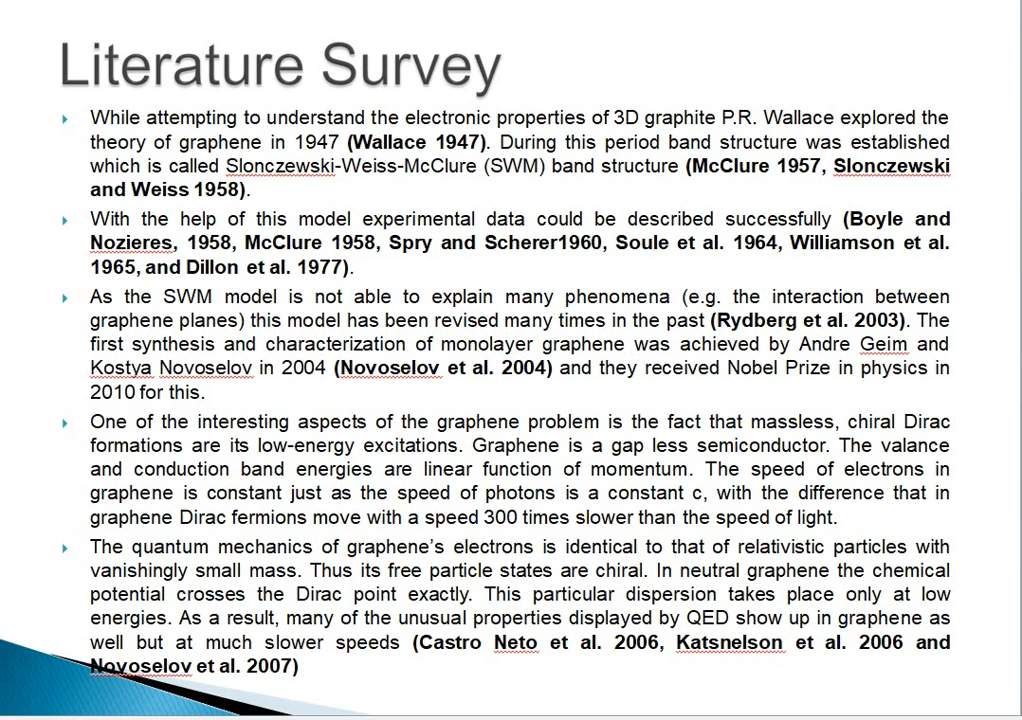 Literature Survey
While attempting to understand the electronic properties of 3D graphite P.R. Wallace explored the
theory of graphene in 1947 (Wallace 1947). During this period band structure was established
which is called Slonczewski-Weiss-McClure (SWM) band structure (McClure 1957, Slonczewski
and Weiss 1958).
With the help of this model experimental data could be described successfully (Boyle and
Nozieres, 1958, McClure 1958, Spry and Scherer1960, Soule et al. 1964, Williamson et al.
1965, and Dillon et al. 1977).
As the SWM model is not able to explain many phenomena (e.g. the interaction between
graphene planes) this model has been revised many times in the past (Rydberg et al. 2003). The
first synthesis and characterization of monolayer graphene was achieved by Andre Geim and
Kostya Novoselov in 2004 (Novoselov et al. 2004) and they received Nobel Prize in physics in
2010 for this.
One of the interesting aspects of the graphene problem is the fact that massless, chiral Dirac
formations are its low-energy excitations. Graphene is a gap less semiconductor. The valance
and conduction band energies are linear function of momentum. The speed of electrons in
graphene is constant just as the speed of photons is a constant c, with the difference that in
graphene Dirac fermions move with a speed 300 times slower than the speed of light.
The quantum mechanics of graphene's electrons is identical to that of relativistic particles with
vanishingly small mass. Thus its free particle states are chiral. In neutral graphene the chemical
potential crosses the Dirac point exactly. This particular dispersion takes place only at low
energies. As a result, many of the unusual properties displayed by QED show up in graphene as
well but at much slower speeds (Castro Neto et al. 2006, Katsnelson et al. 2006 and
Novoselov et al. 2007)